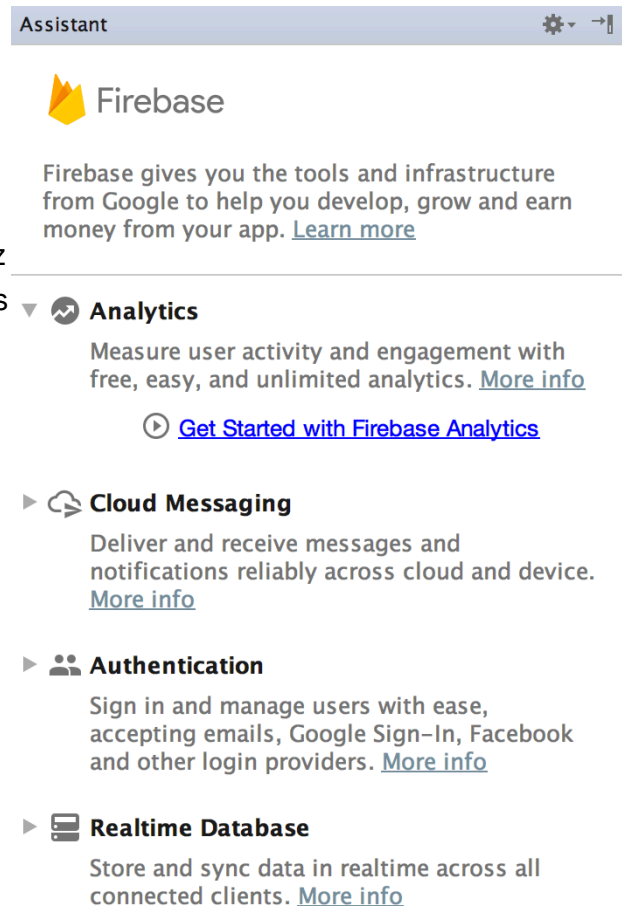 Assistant
Firebase
Firebase gives you the tools and infrastructure
from Google to help you develop, grow and earn
money from your app. Learn more
z
s
Analytics
Measure user activity and engagement with
free, easy, and unlimited analytics. More info
Get Started with Firebase Analytics
Cloud Messaging
Deliver and receive messages and
notifications reliably across cloud and device.
More info
Authentication
Sign in and manage users with ease,
accepting emails, Google Sign-In, Facebook
and other login providers. More info
Realtime Database
Store and sync data in realtime across all
connected clients. More info